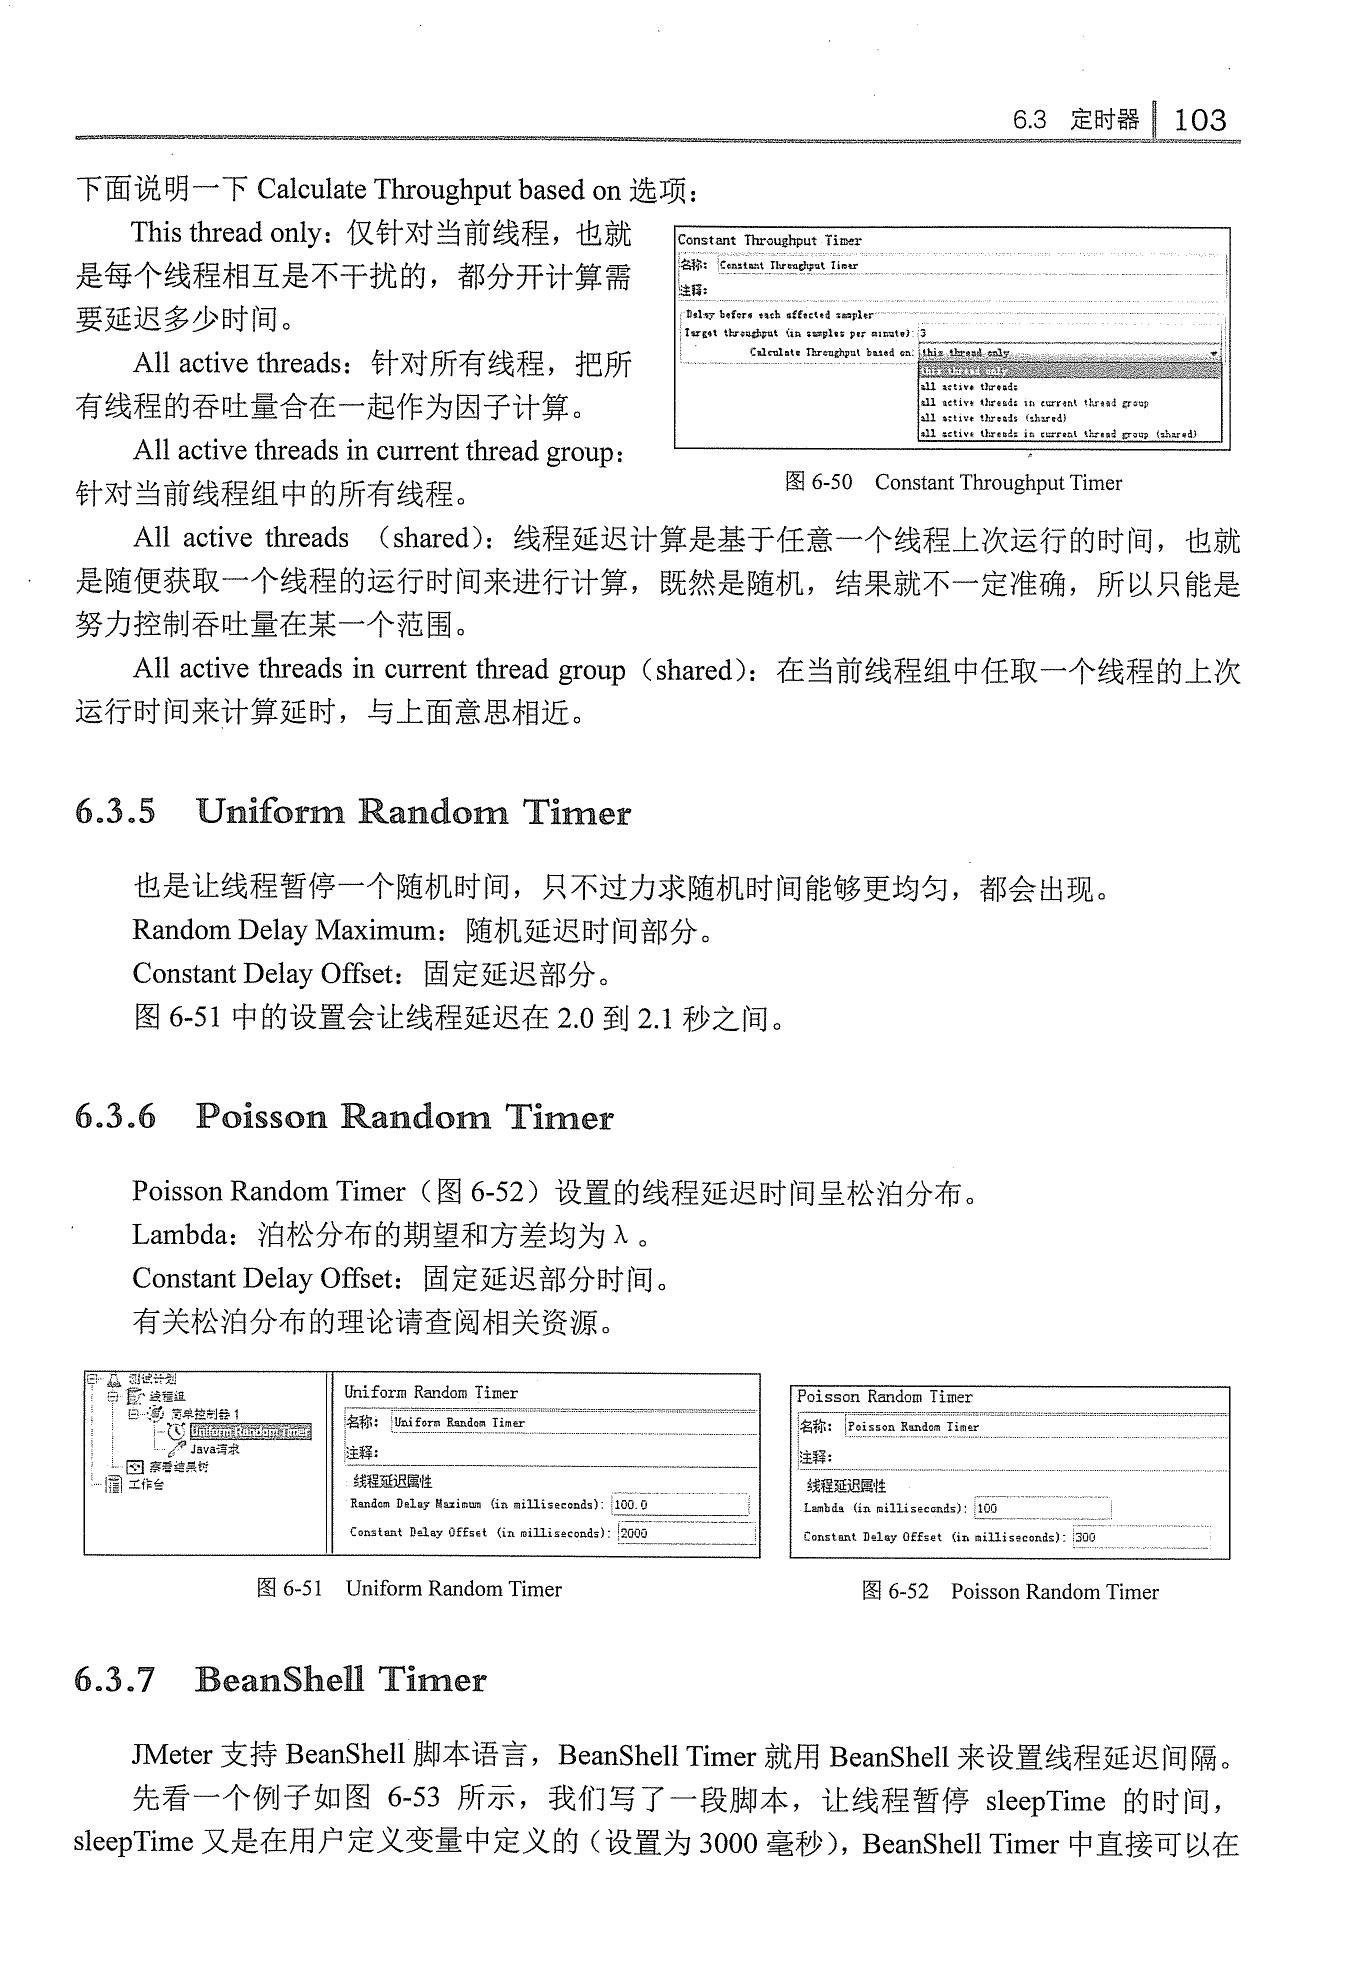 6.3 定时器 103
下面说明一下 Calculate Throughput based on 选项：
This thread only：仅针对当前线程，也就
是每个线程相互是不干扰的，都分开计算需
要延迟多少时间。
All active threads：针对所有线程，把所
有线程的吞吐量合在一起作为因子计算。
All active threads in current thread group：
针对当前线程组中的所有线程。
Constant Throughput Timer
名称： Constant Throughput Timer
注释：
Delay before each affected sampler
Target throughput (in samples per minute): 3
Calculate Throughput based on: this thread only
this thread only
all active threads
all active threads in current thread group
all active threads (shared)
all active threads in current thread group (shared)
图 6-50 Constant Throughput Timer
All active threads （shared）：线程延迟计算是基于任意一个线程上次运行的时间，也就
是随便获取一个线程的运行时间来进行计算，既然是随机，结果就不一定准确，所以只能是
努力控制吞吐量在某一个范围。
All active threads in current thread group（shared）：在当前线程组中任取一个线程的上次
运行时间来计算延时，与上面意思相近。
6.3.5 Uniform Random Timer
也是让线程暂停一个随机时间，只不过力求随机时间能够更均匀，都会出现。
Random Delay Maximum：随机延迟时间部分。
Constant Delay Offset：固定延迟部分。
图 6-51 中的设置会让线程延迟在 2.0 到 2.1 秒之间。
6.3.6 Poisson Random Timer
Poisson Random Timer（图 6-52）设置的线程延迟时间呈松泊分布。
Lambda：泊松分布的期望和方差均为 λ 。
Constant Delay Offset：固定延迟部分时间。
有关松泊分布的理论请查阅相关资源。
测试计划
线程组
简单控制器1
Uniform Random Timer
Java请求
察看结果树
工作台
Uniform Random Timer
名称： Uniform Random Timer
注释：
线程延迟属性
Random Delay Maximum (in milliseconds): 100.0
Constant Delay Offset (in milliseconds): 2000
图 6-51 Uniform Random Timer
Poisson Random Timer
名称： Poisson Random Timer
注释：
线程延迟属性
Lambda (in milliseconds): 100
Constant Delay Offset (in milliseconds): 300
图 6-52 Poisson Random Timer
6.3.7 BeanShell Timer
JMeter 支持 BeanShell 脚本语言，BeanShell Timer 就用 BeanShell 来设置线程延迟间隔。
先看一个例子如图 6-53 所示，我们写了一段脚本，让线程暂停 sleepTime 的时间，
sleepTime 又是在用户定义变量中定义的（设置为 3000 毫秒），BeanShell Timer 中直接可以在